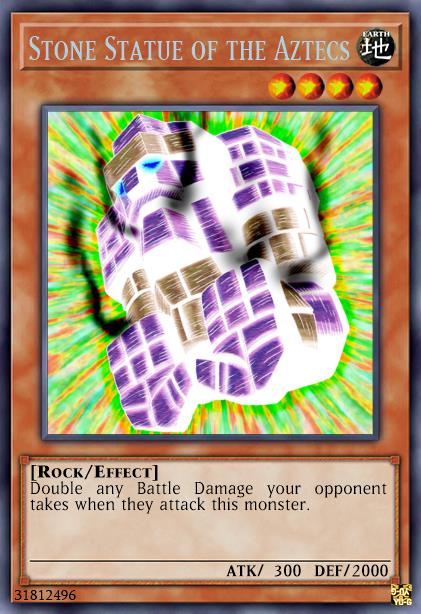 STONE STATUE OF THE AZTECS
EARTH
地
[ROCK/EFFECT]
Double any Battle Damage your opponent
takes when they attack this monster.
ATK/ 300 DEF/2000
31812496